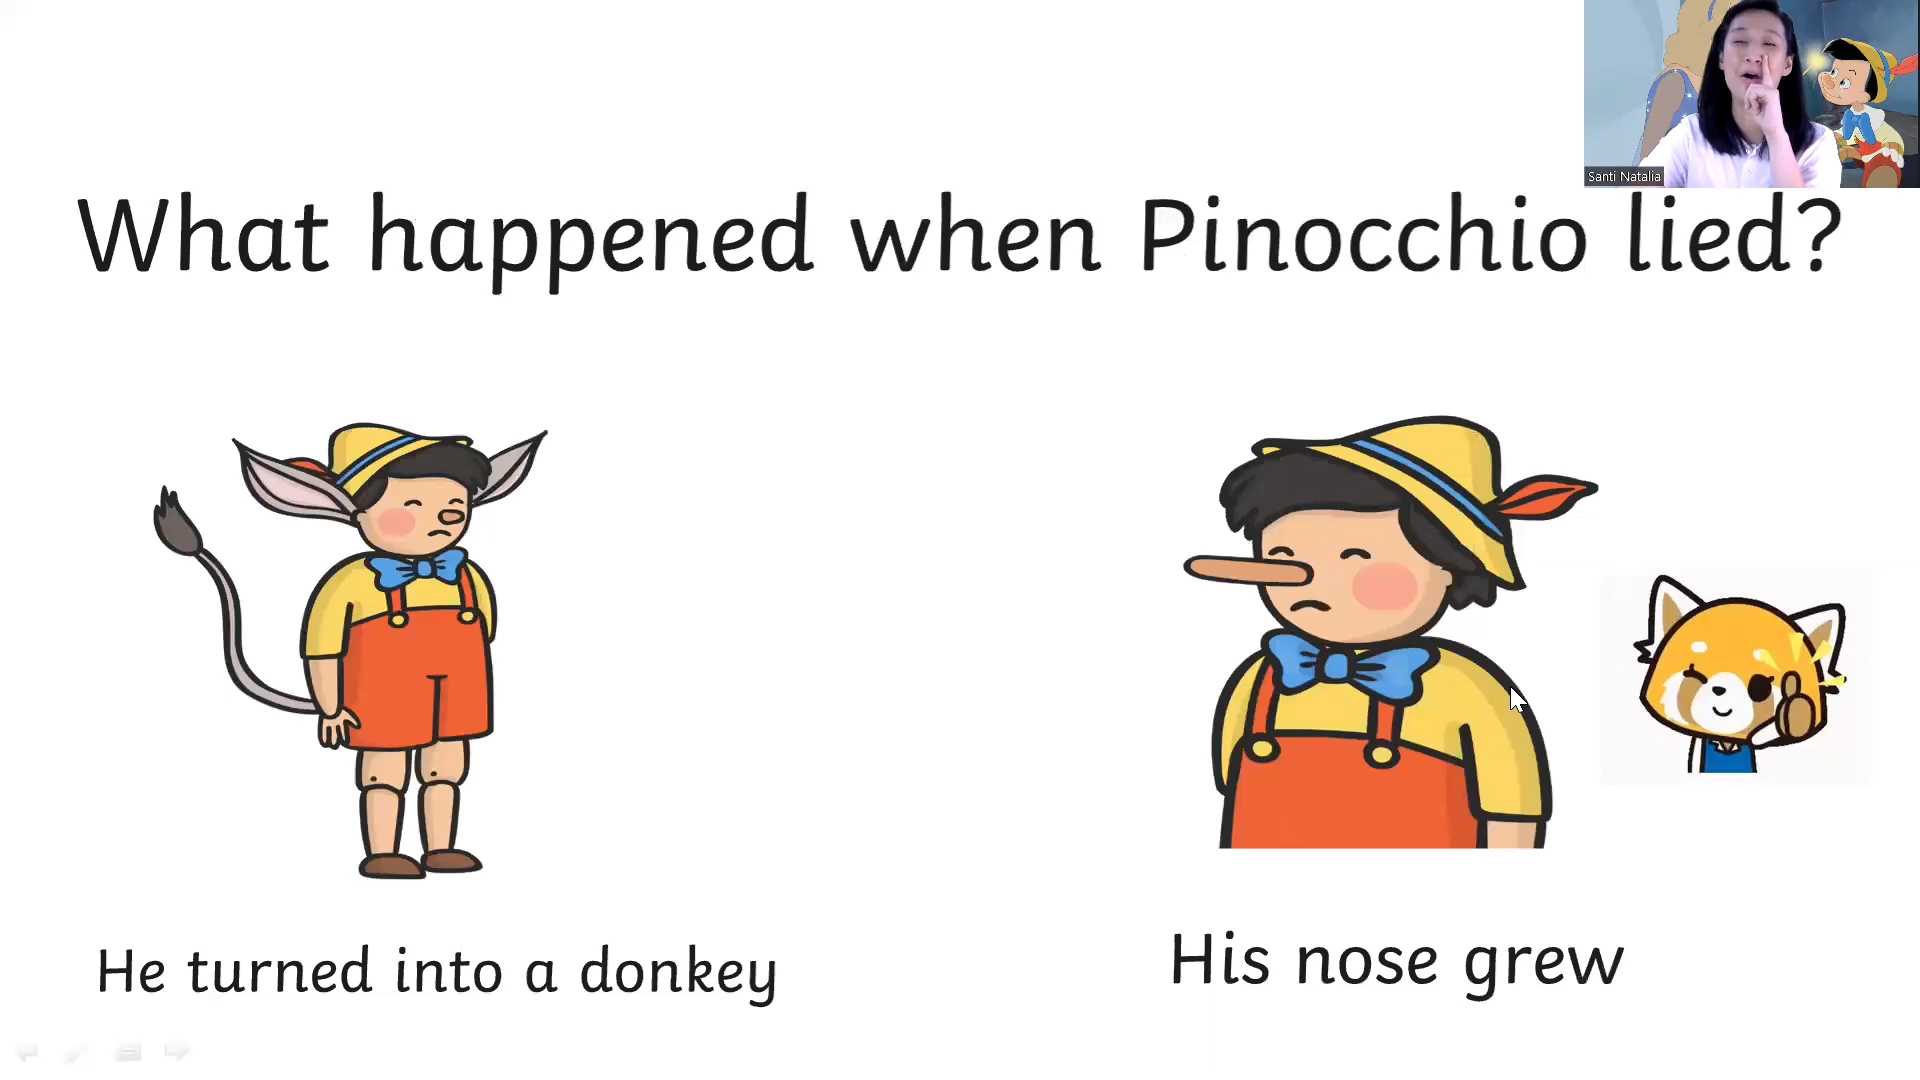 Santi Natalia
What happened when Pinocchio lied?
He turned into a donkey
His nose grew